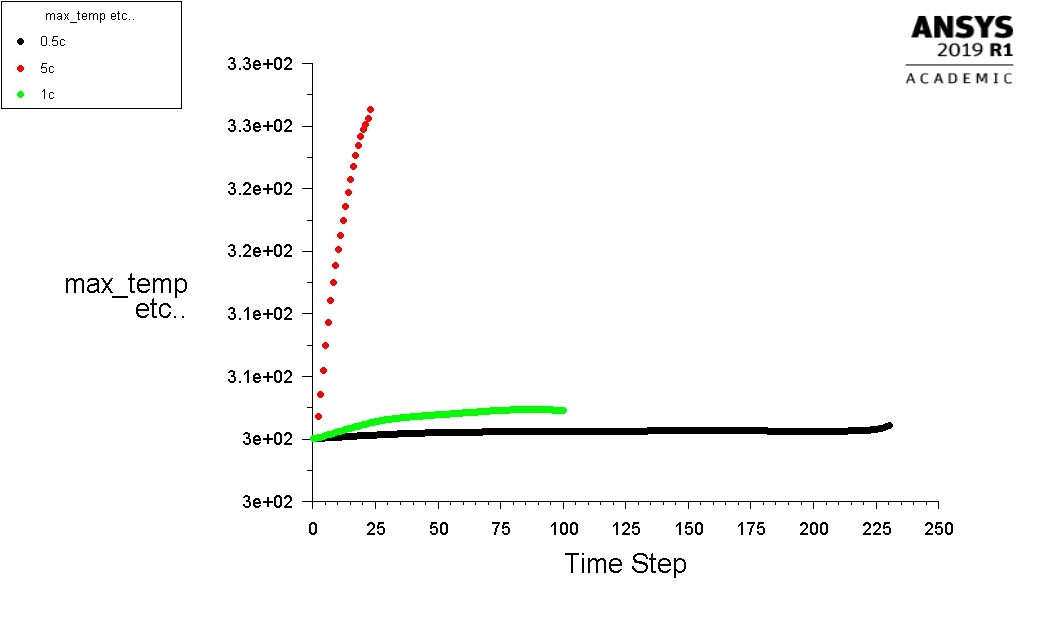 max_temp etc..
0.5c
5c
1c
ANSYS
2019 R1
ACADEMIC
3.3e+02
3.3e+02
3.2e+02
3.2e+02
3.1e+02
3.1e+02
3e+02
3e+02
max_temp
etc..
0 25 50 75 100 125 150 175 200 225 250
Time Step